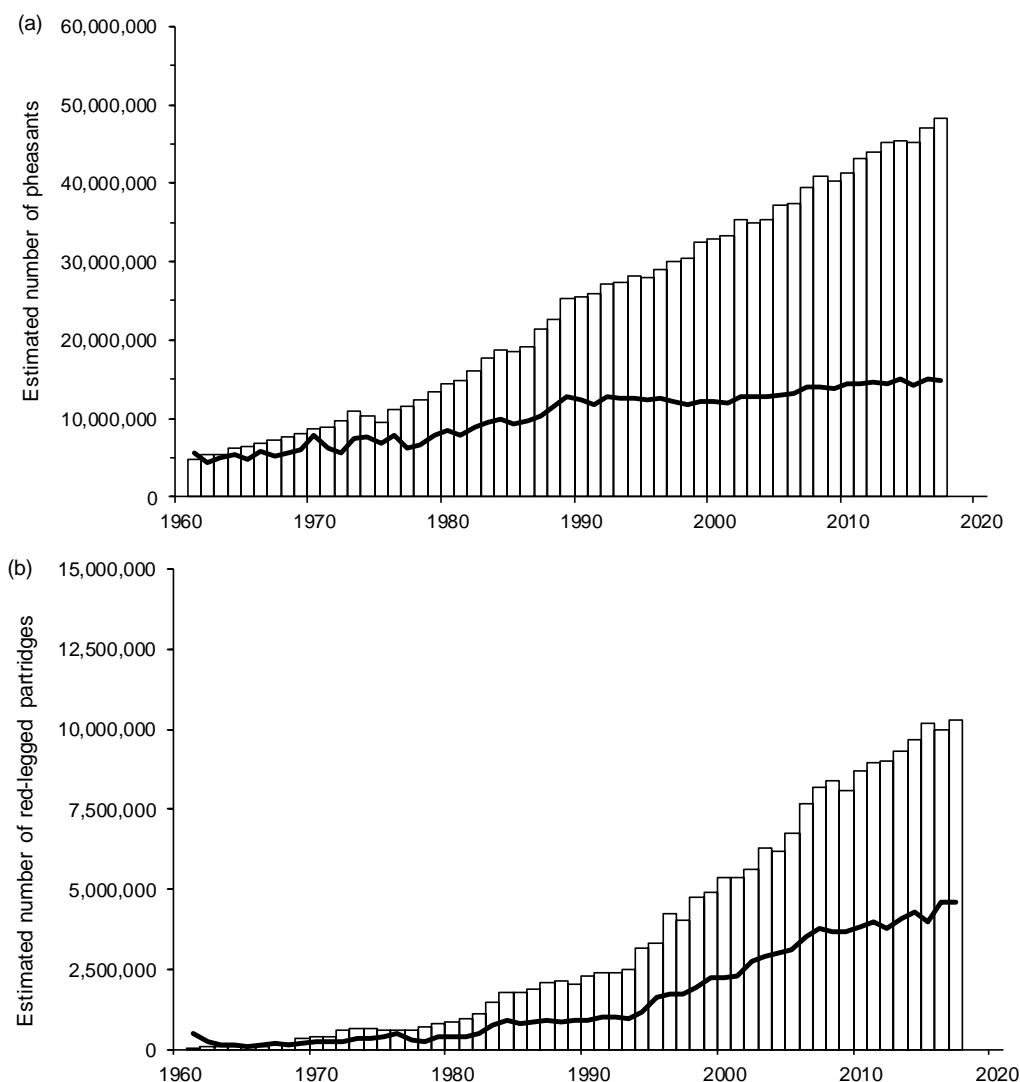 (a)
60,000,000
50,000,000
40,000,000
30,000,000
20,000,000
10,000,000
0
Estimated number of pheasants
1960 1970 1980 1990 2000 2010 2020
(b)
15,000,000
12,500,000
10,000,000
7,500,000
5,000,000
2,500,000
0
Estimated number of red-legged partridges
1960 1970 1980 1990 2000 2010 2020